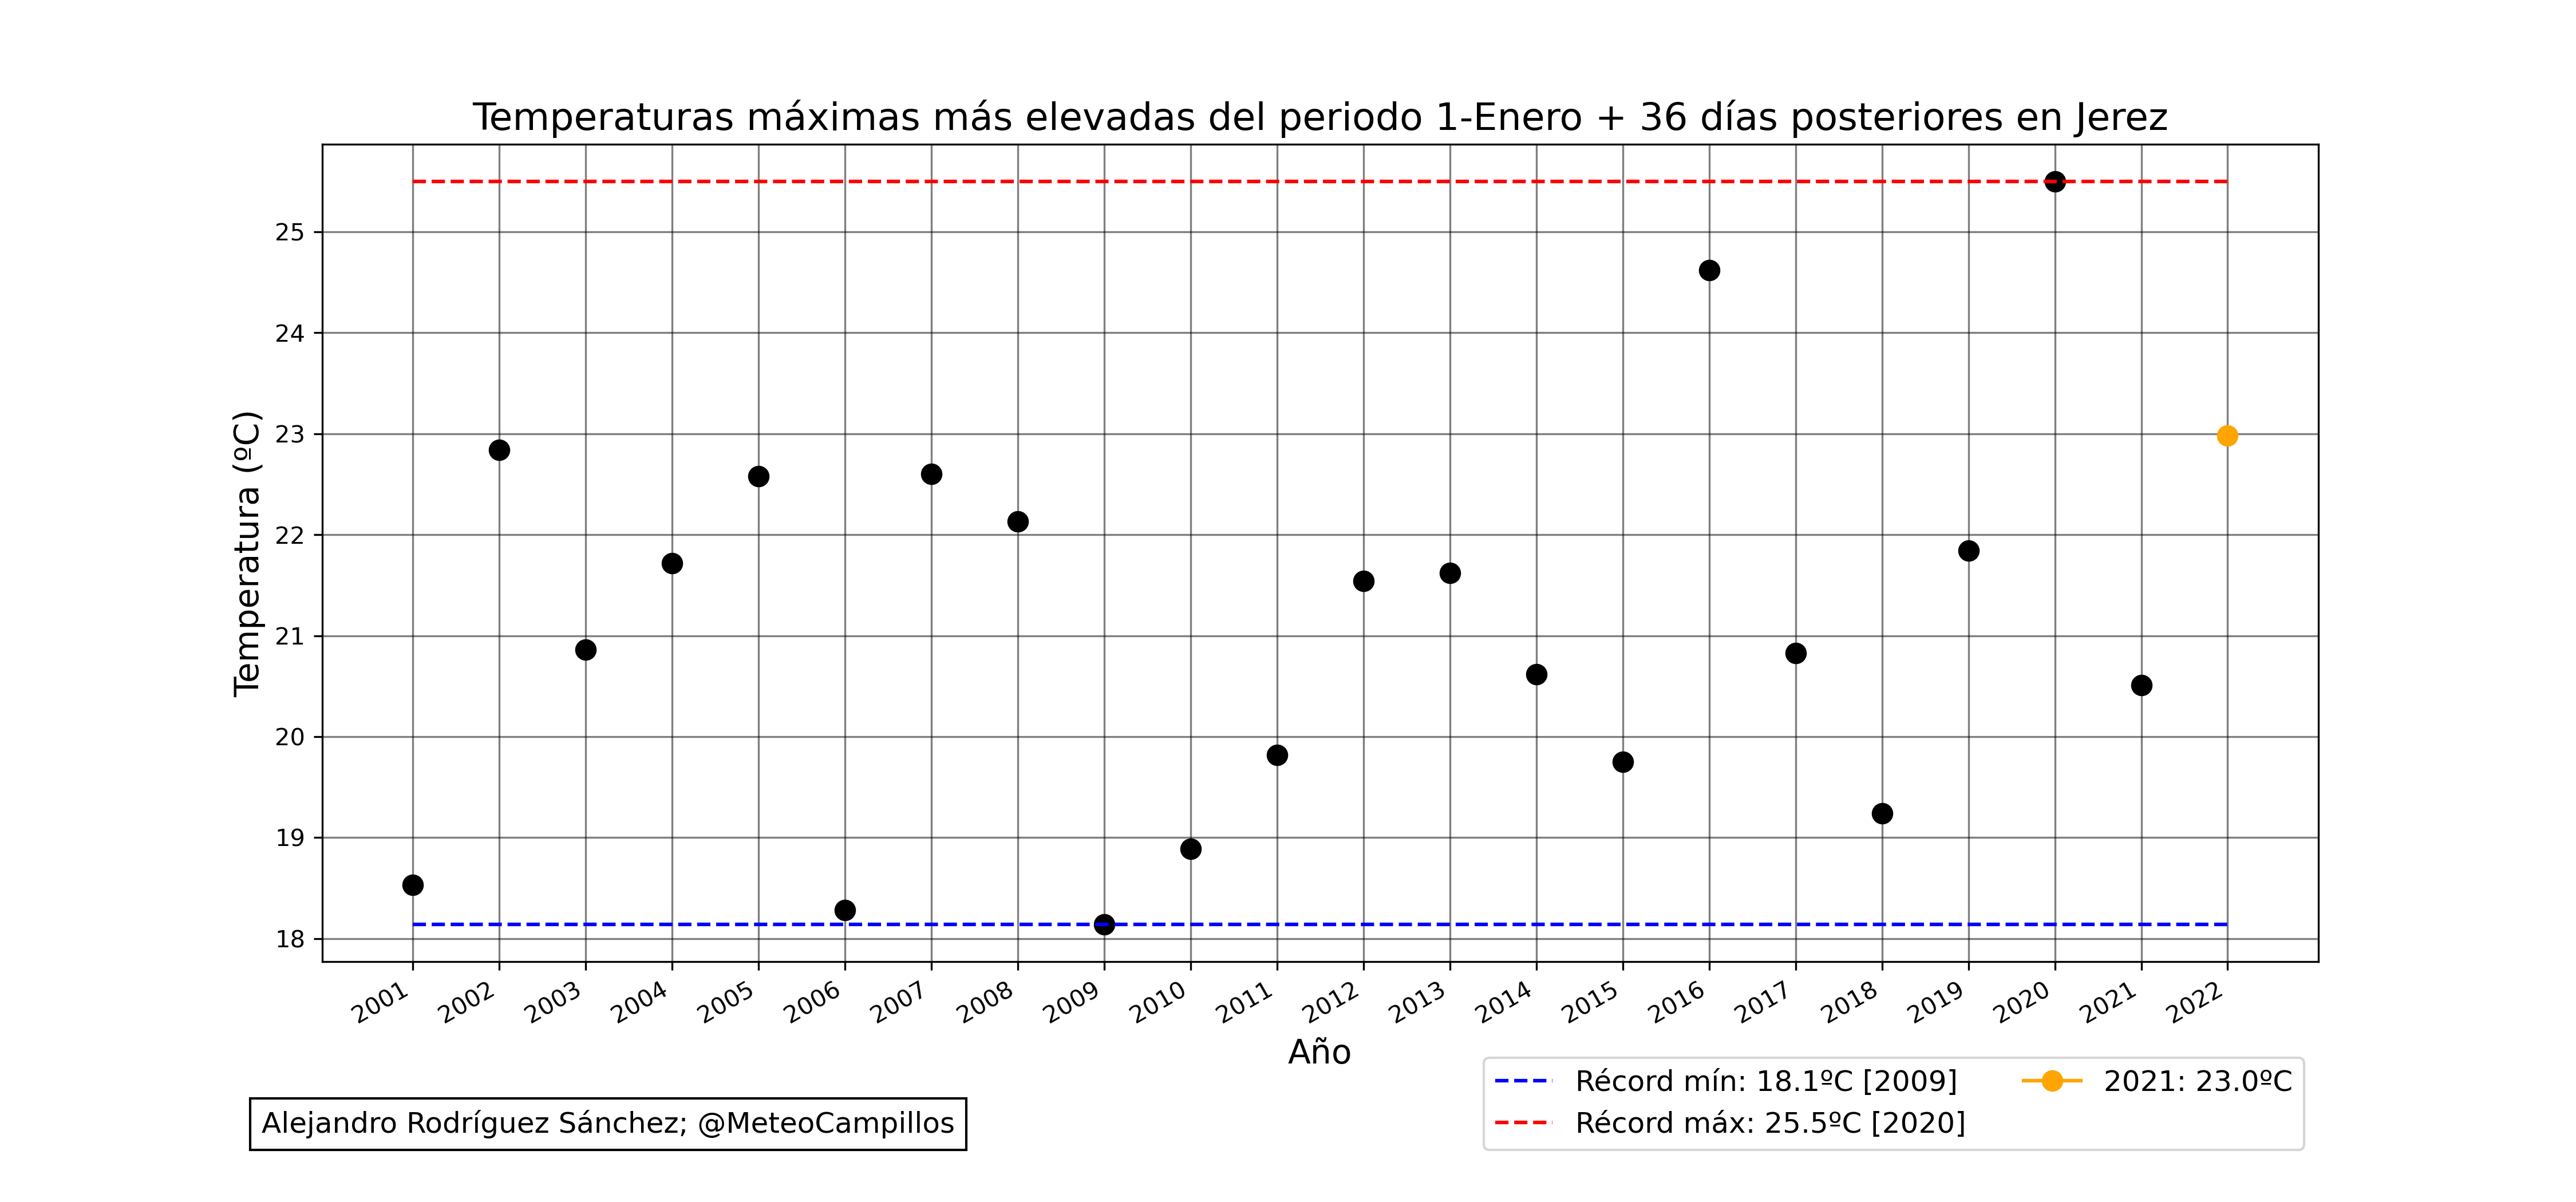 Temperaturas máximas más elevadas del periodo 1-Enero + 36 días posteriores en Jerez
Temperatura (ºC)
25
24
23
22
21
20
19
18
2001 2002 2003 2004 2005 2006 2007 2008 2009 2010 2011 2012 2013 2014 2015 2016 2017 2018 2019 2020 2021 2022
Año
Récord mín: 18.1ºC [2009]
Récord máx: 25.5ºC [2020]
2021: 23.0ºC
Alejandro Rodríguez Sánchez; @MeteoCampillos